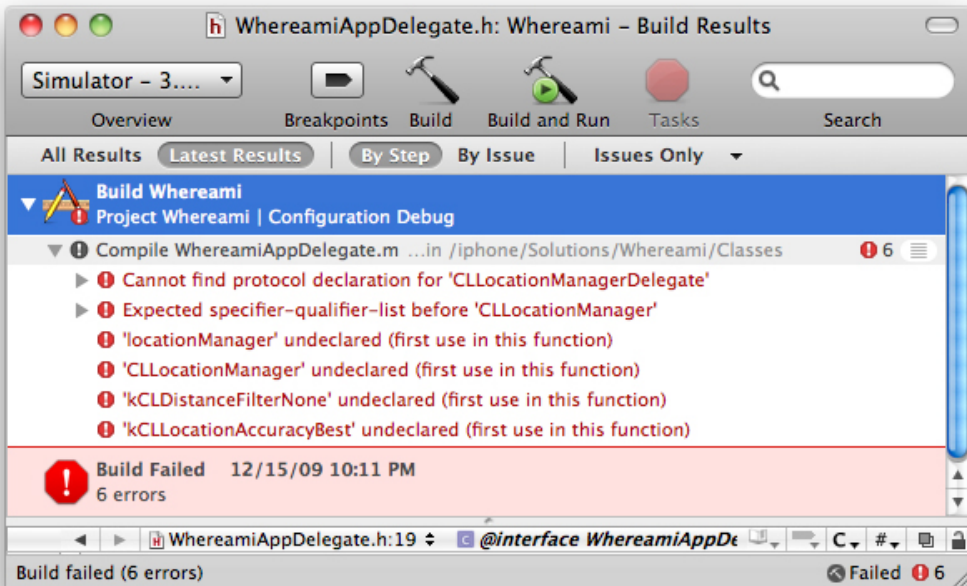 WhereamiAppDelegate.h: Whereami – Build Results
Simulator – 3....
Overview Breakpoints Build Build and Run Tasks Search
All Results Latest Results By Step By Issue Issues Only
Build Whereami
Project Whereami | Configuration Debug
Compile WhereamiAppDelegate.m ...in /iphone/Solutions/Whereami/Classes 6
Cannot find protocol declaration for 'CLLocationManagerDelegate'
Expected specifier-qualifier-list before 'CLLocationManager'
'locationManager' undeclared (first use in this function)
'CLLocationManager' undeclared (first use in this function)
'kCLDistanceFilterNone' undeclared (first use in this function)
'kCLLocationAccuracyBest' undeclared (first use in this function)
Build Failed 12/15/09 10:11 PM
6 errors
h WhereamiAppDelegate.h:19 C @interface WhereamiAppDe C #
Build failed (6 errors) Failed 6